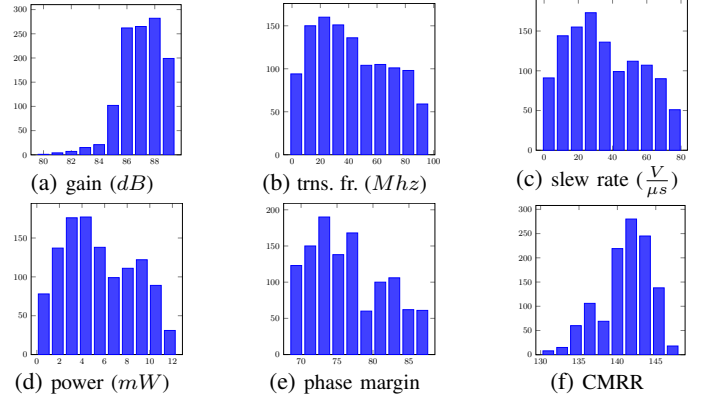 300
250
200
150
100
50
0
80 82 84 86 88
(a) gain (dB)
150
100
50
0
0 20 40 60 80 100
(b) trns. fr. (Mhz)
150
100
50
0
0 20 40 60 80
(c) slew rate (V/μs)
150
100
50
0
0 2 4 6 8 10 12
(d) power (mW)
200
150
100
50
0
70 75 80 85
(e) phase margin
300
250
200
150
100
50
0
130 135 140 145
(f) CMRR